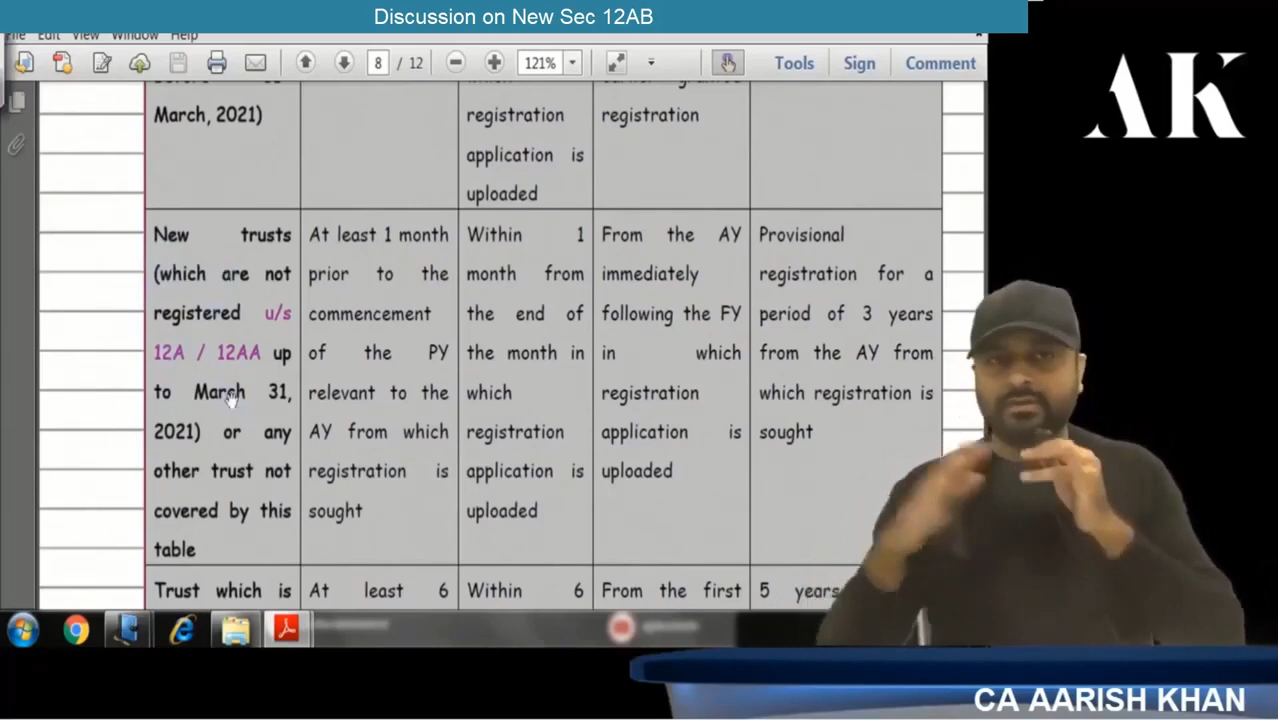 Discussion on New Sec 12AB
File Edit View Window Help
8 / 12
121%
Tools Sign Comment
AK
March, 2021)
registration
application is
uploaded
registration
New trusts
(which are not
registered u/s
12A / 12AA up
to March 31,
2021) or any
other trust not
covered by this
table
At least 1 month
prior to the
commencement
of the PY
relevant to the
AY from which
registration is
sought
Within 1
month from
the end of
the month in
which
registration
application is
uploaded
From the AY
immediately
following the FY
in which
registration
application is
uploaded
Provisional
registration for a
period of 3 years
from the AY from
which registration is
sought
Trust which is
At least 6
Within 6
From the first
5 years
CA AARISH KHAN